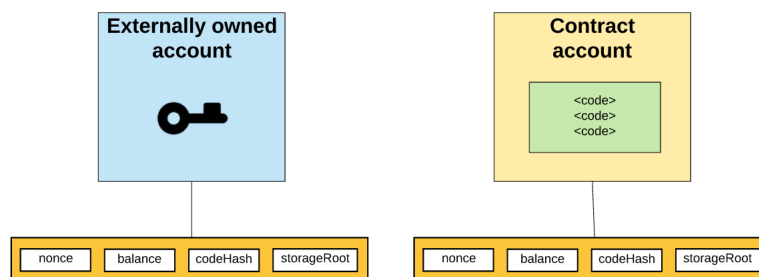 Externally owned
account
Contract
account
<code>
<code>
<code>
nonce balance codeHash storageRoot
nonce balance codeHash storageRoot